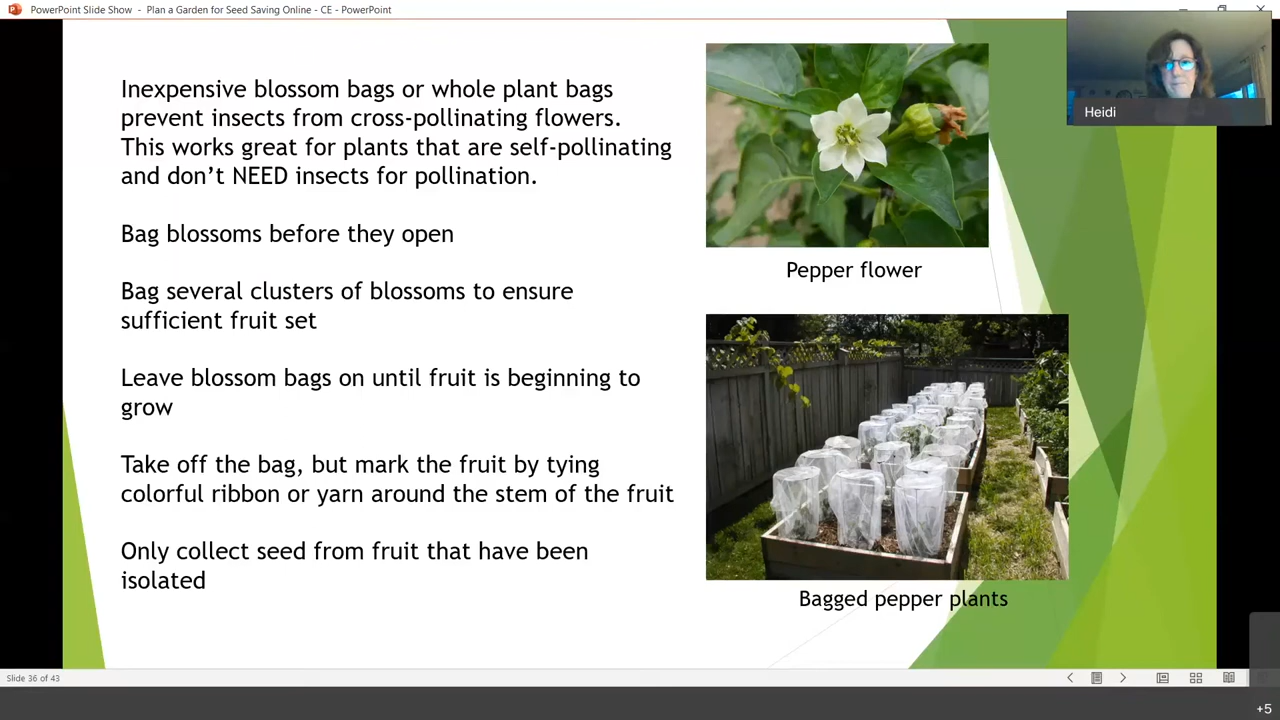 PowerPoint Slide Show - Plan a Garden for Seed Saving Online - CE - PowerPoint
Inexpensive blossom bags or whole plant bags
prevent insects from cross-pollinating flowers.
This works great for plants that are self-pollinating
and don’t NEED insects for pollination.
Bag blossoms before they open
Bag several clusters of blossoms to ensure
sufficient fruit set
Leave blossom bags on until fruit is beginning to
grow
Take off the bag, but mark the fruit by tying
colorful ribbon or yarn around the stem of the fruit
Only collect seed from fruit that have been
isolated
Heidi
Pepper flower
Bagged pepper plants
Slide 36 of 43
+5